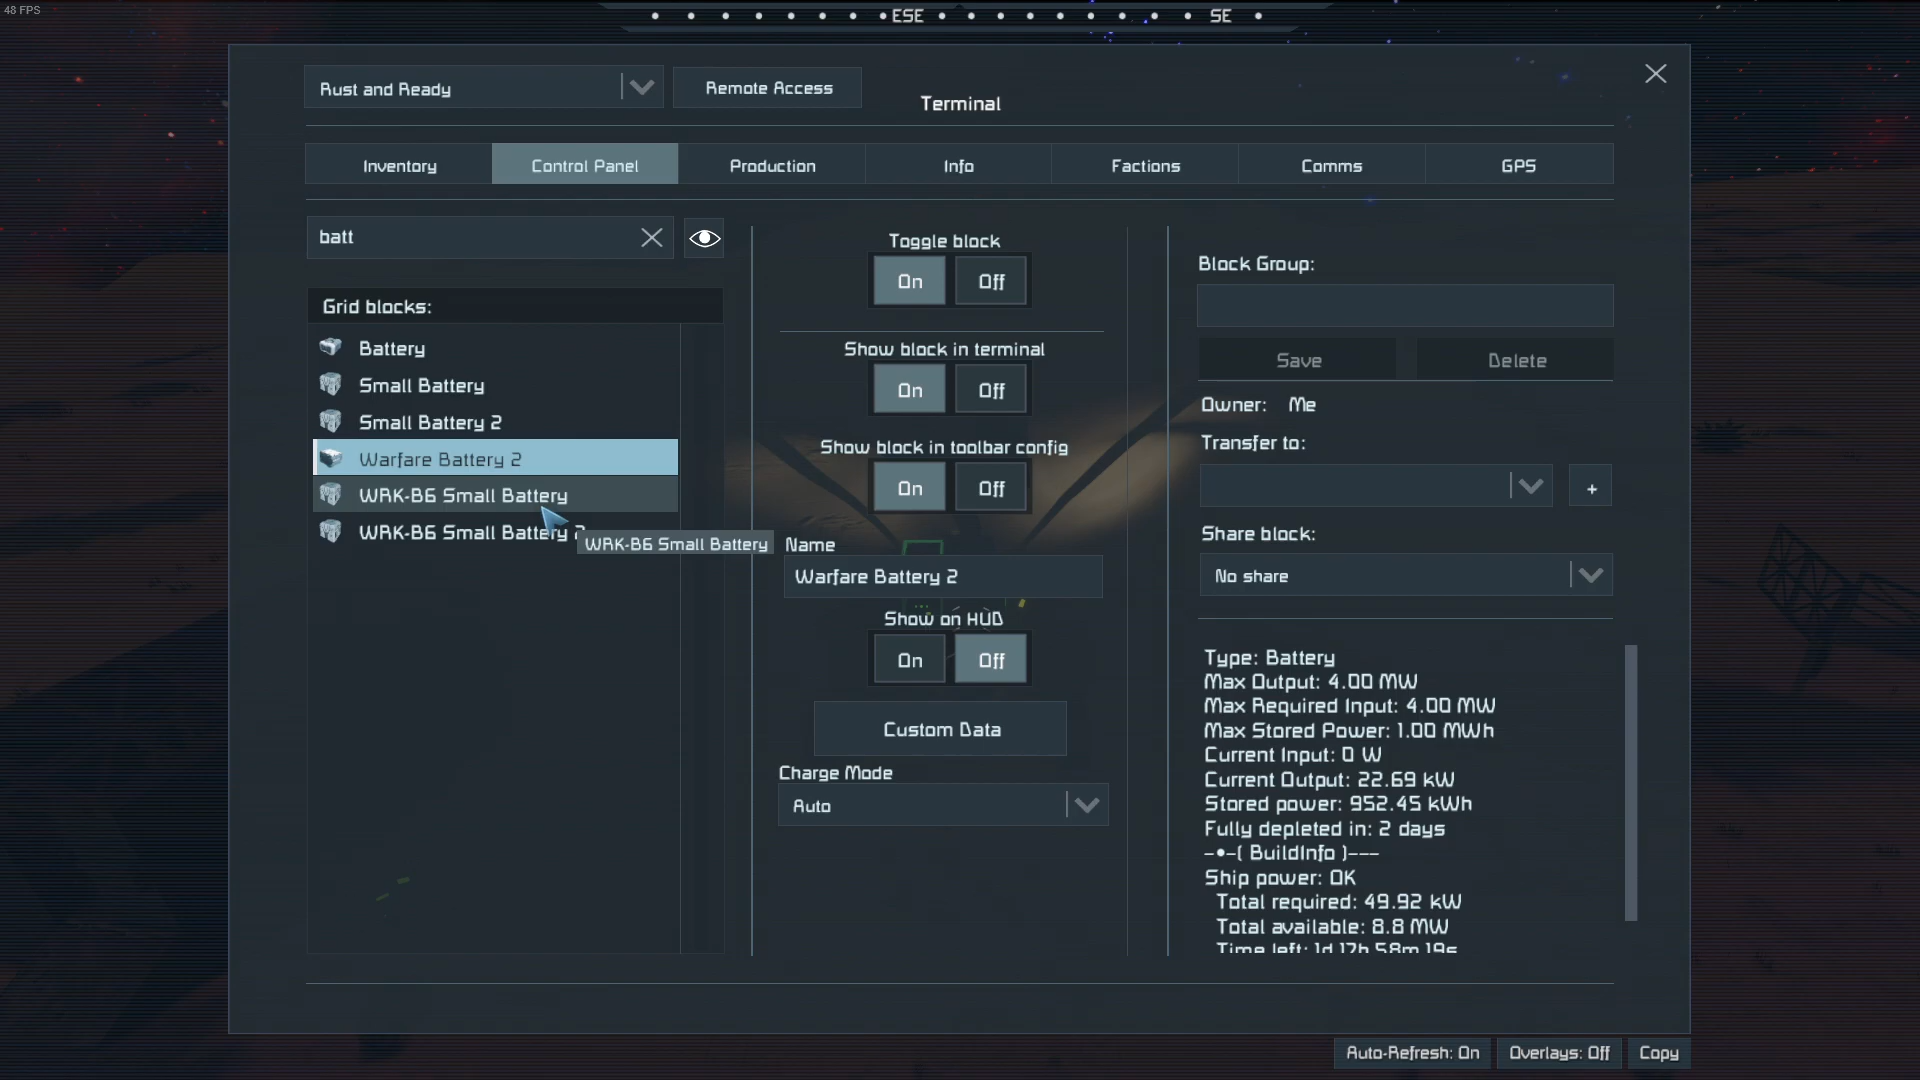 48 FPS
ESE SE
Rust and Ready
Remote Access
Terminal
Inventory
Control Panel
Production
Info
Factions
Comms
GPS
batt
Grid blocks:
Battery
Small Battery
Small Battery 2
Warfare Battery 2
WRK-B6 Small Battery
WRK-B6 Small Battery 2
WRK-B6 Small Battery
Toggle block
On Off
Show block in terminal
On Off
Show block in toolbar config
On Off
Name
Warfare Battery 2
Show on HUD
On Off
Custom Data
Charge Mode
Auto
Block Group:
Save
Delete
Owner: Me
Transfer to:
+
Share block:
No share
Type: Battery
Max Output: 4.00 MW
Max Required Input: 4.00 MW
Max Stored Power: 1.00 MWh
Current Input: 0 W
Current Output: 22.69 kW
Stored power: 952.45 kWh
Fully depleted in: 2 days
-•-( BuildInfo )---
Ship power: OK
Total required: 49.92 kW
Total available: 8.8 MW
Time left: 1d 17h 58m 19s
Auto-Refresh: On
Overlays: Off
Copy